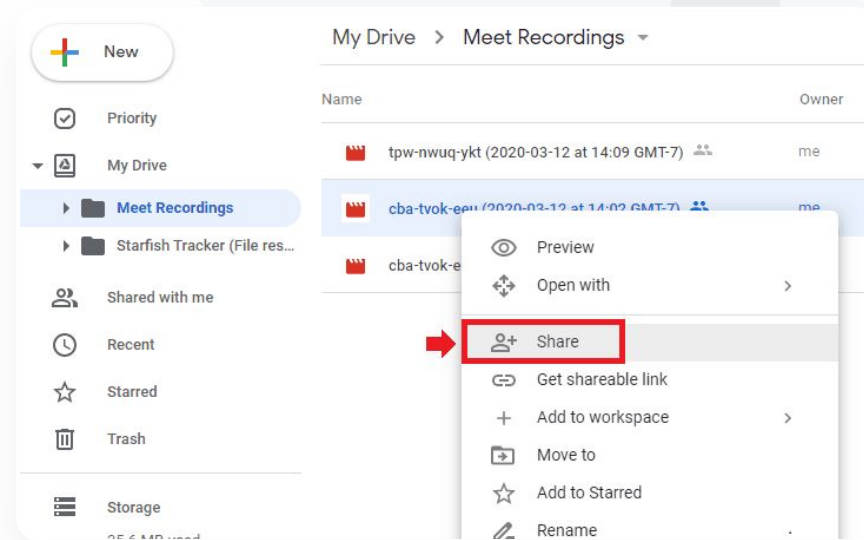 New
Priority
My Drive
Meet Recordings
Starfish Tracker (File res...
Shared with me
Recent
Starred
Trash
Storage
My Drive > Meet Recordings
Name Owner
tpw-nwuq-ykt (2020-03-12 at 14:09 GMT-7) me
cba-tvok-eeu (2020-03-12 at 14:02 GMT-7) me
cba-tvok-e
Preview
Open with
Share
Get shareable link
Add to workspace
Move to
Add to Starred
Rename